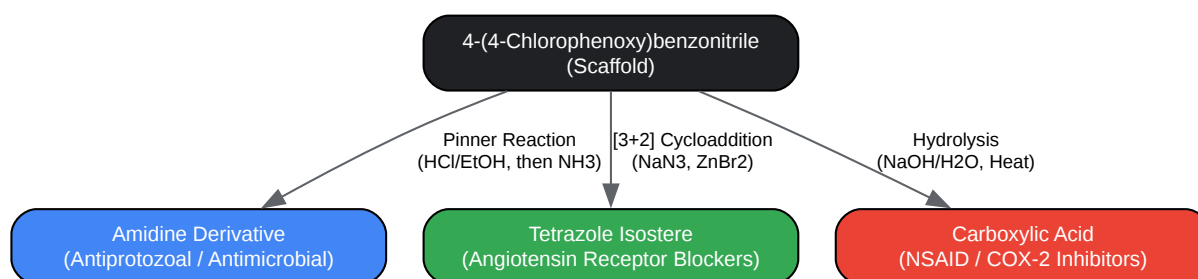 4-(4-Chlorophenoxy)benzonitrile
(Scaffold)
Pinner Reaction
(HCl/EtOH, then NH3)
[3+2] Cycloaddition
(NaN3, ZnBr2)
Hydrolysis
(NaOH/H2O, Heat)
Amidine Derivative
(Antiprotozoal / Antimicrobial)
Tetrazole Isostere
(Angiotensin Receptor Blockers)
Carboxylic Acid
(NSAID / COX-2 Inhibitors)